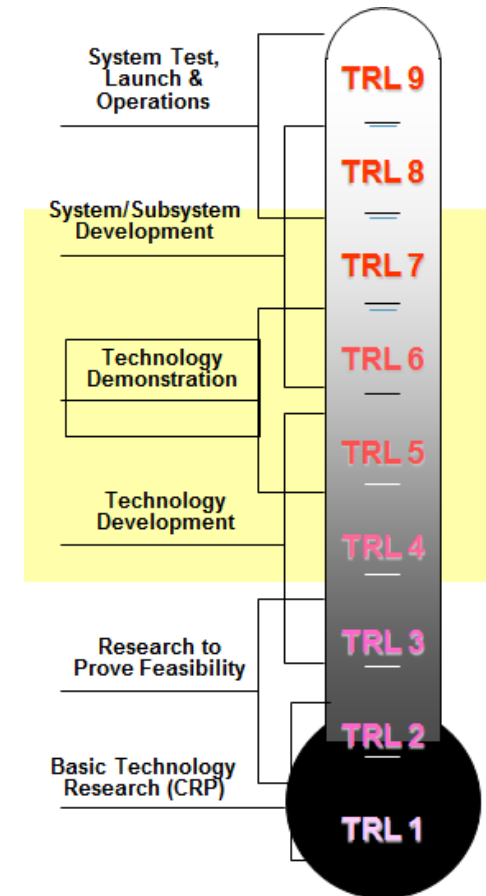 System Test,
Launch &
Operations
TRL 9
TRL 8
System/Subsystem
Development
TRL 7
Technology
Demonstration
TRL 6
TRL 5
Technology
Development
TRL 4
Research to
Prove Feasibility
TRL 3
TRL 2
Basic Technology
Research (CRP)
TRL 1